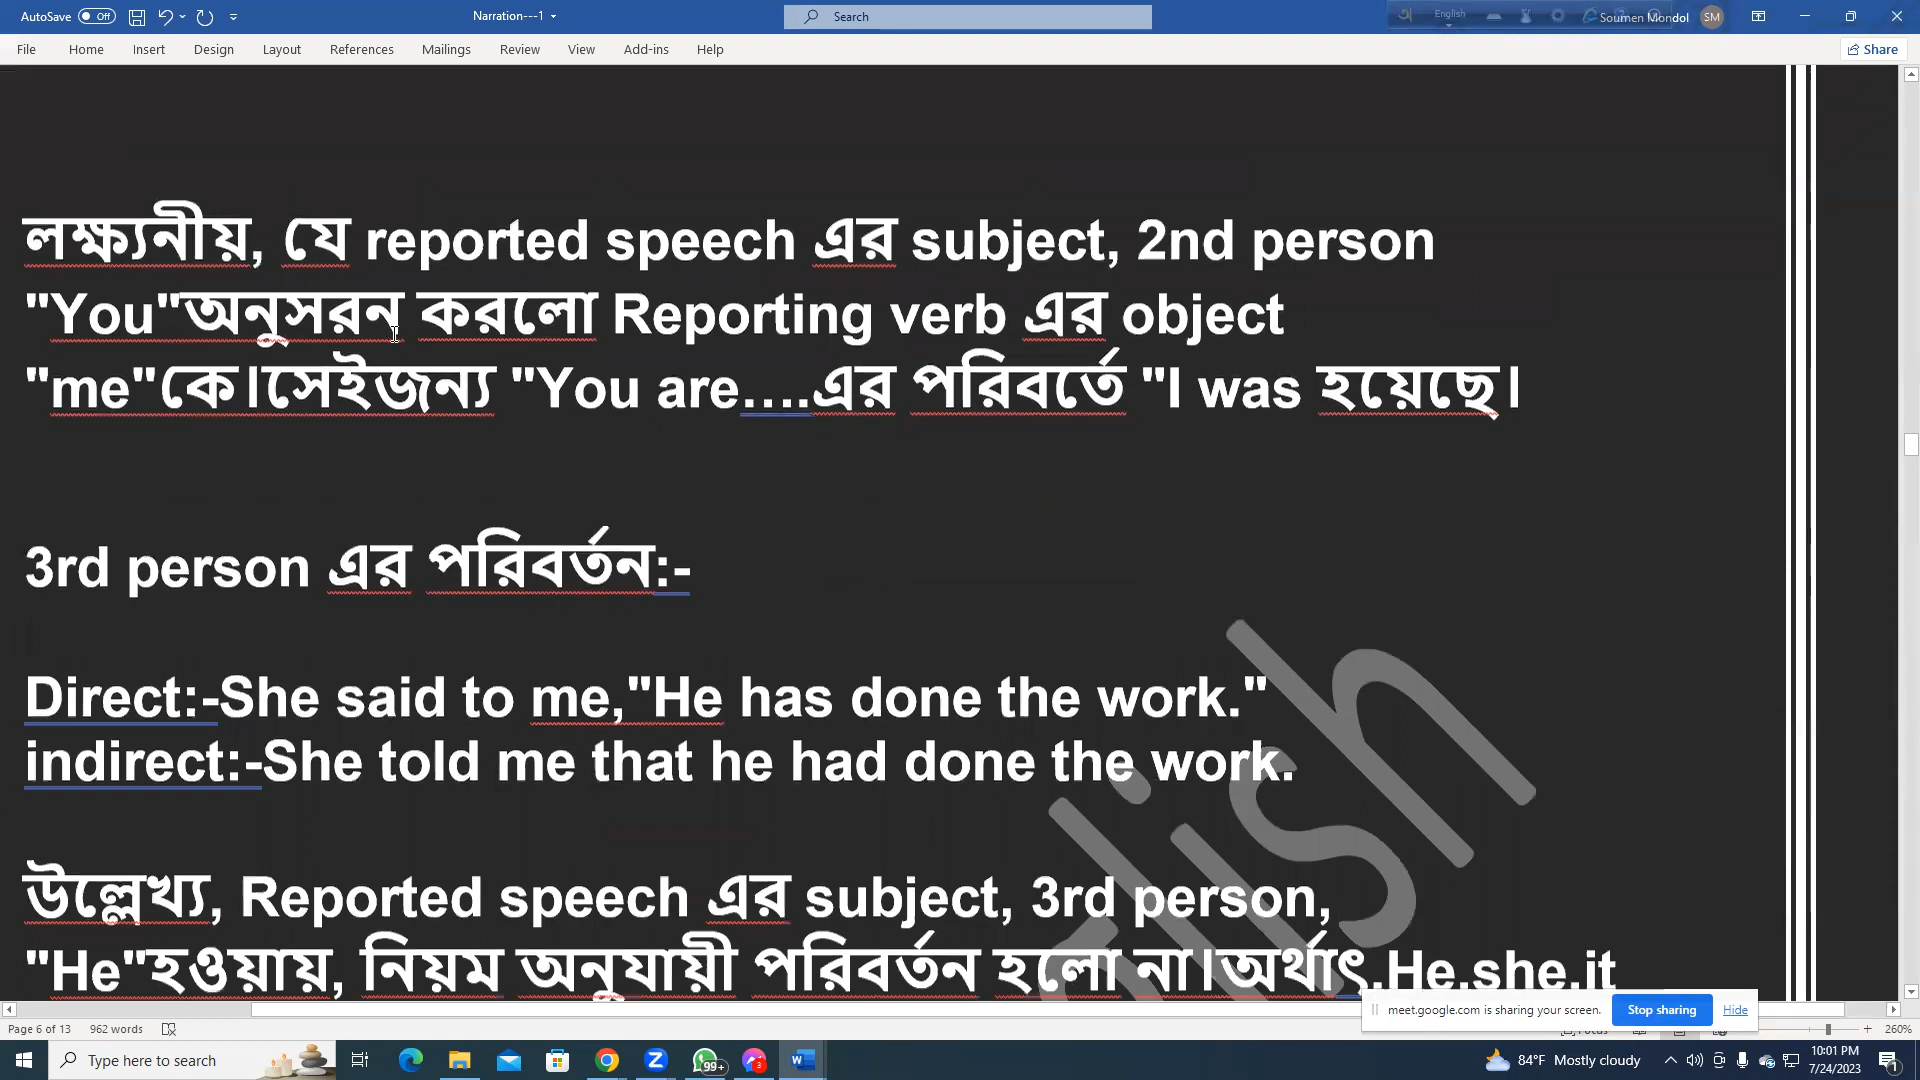 AutoSave Off Narration---1 Search English Soumen Mondol SM
File Home Insert Design Layout References Mailings Review View Add-ins Help Share
লক্ষ্যনীয়, যে reported speech এর subject, 2nd person
"You"অনুসরন করলো Reporting verb এর object
"me"কে।সেইজন্য "You are....এর পরিবর্তে "I was হয়েছে।
3rd person এর পরিবর্তন:-
Direct:-She said to me,"He has done the work."
indirect:-She told me that he had done the work.
উল্লেখ্য, Reported speech এর subject, 3rd person,
"He"হওয়ায়, নিয়ম অনুযায়ী পরিবর্তন হলো না।অর্থাৎ,He,she,it
meet.google.com is sharing your screen. Stop sharing Hide
Page 6 of 13 962 words Focus 260%
Type here to search 99+ 3 84°F Mostly cloudy 10:01 PM
7/24/2023 1